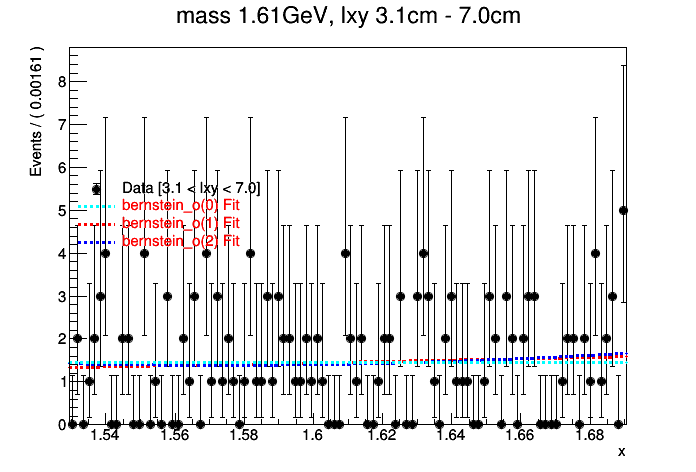 mass 1.61GeV, lxy 3.1cm - 7.0cm
Events / ( 0.00161 )
8
7
6
5
4
3
2
1
0
Data [3.1 < lxy < 7.0]
bernstein_o(0) Fit
bernstein_o(1) Fit
bernstein_o(2) Fit
1.54 1.56 1.58 1.6 1.62 1.64 1.66 1.68
x